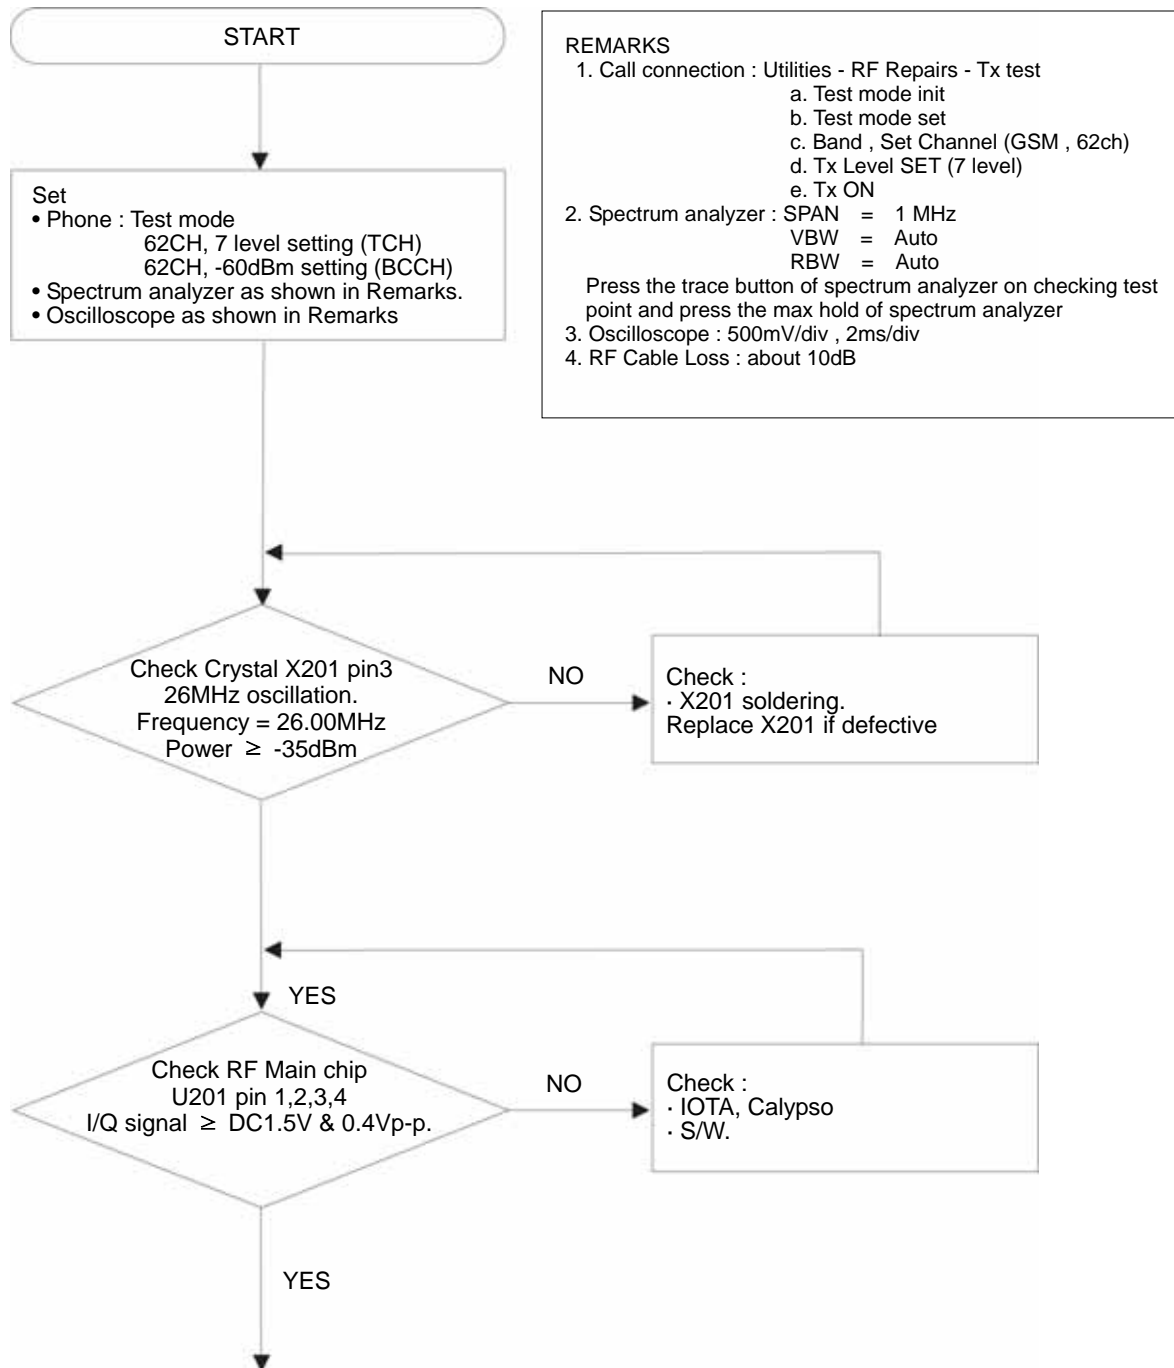 START
REMARKS
1. Call connection : Utilities - RF Repairs - Tx test
a. Test mode init
b. Test mode set
c. Band , Set Channel (GSM , 62ch)
d. Tx Level SET (7 level)
e. Tx ON
2. Spectrum analyzer : SPAN = 1 MHz
VBW = Auto
RBW = Auto
Press the trace button of spectrum analyzer on checking test
point and press the max hold of spectrum analyzer
3. Oscilloscope : 500mV/div , 2ms/div
4. RF Cable Loss : about 10dB
Set
• Phone : Test mode
62CH, 7 level setting (TCH)
62CH, -60dBm setting (BCCH)
• Spectrum analyzer as shown in Remarks.
• Oscilloscope as shown in Remarks
Check Crystal X201 pin3
26MHz oscillation.
Frequency = 26.00MHz
Power ≥ -35dBm
NO
Check :
· X201 soldering.
Replace X201 if defective
YES
Check RF Main chip
U201 pin 1,2,3,4
I/Q signal ≥ DC1.5V & 0.4Vp-p.
NO
Check :
· IOTA, Calypso
· S/W.
YES